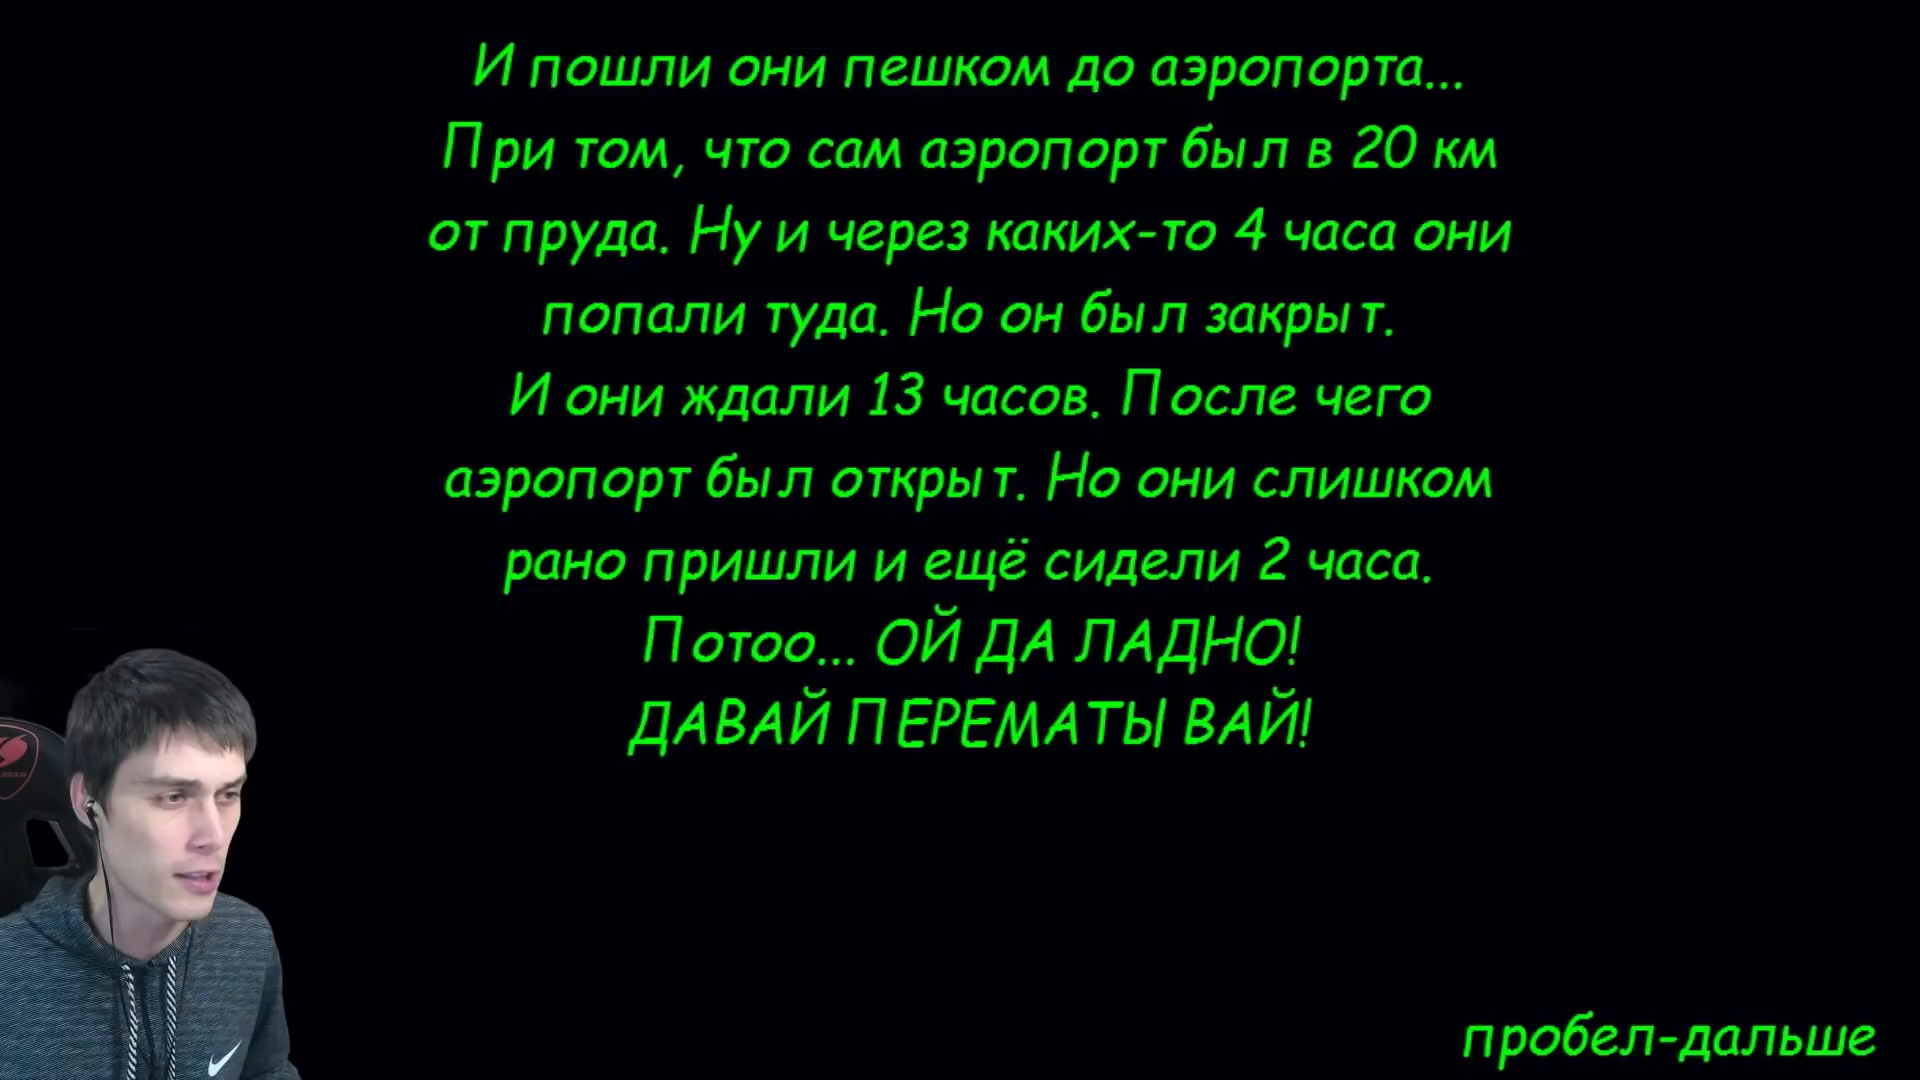 И пошли они пешком до аэропорта...
При том, что сам аэропорт был в 20 км
от пруда. Ну и через каких-то 4 часа они
попали туда. Но он был закрыт.
И они ждали 13 часов. После чего
аэропорт был открыт. Но они слишком
рано пришли и ещё сидели 2 часа.
Потоо... ОЙ ДА ЛАДНО!
ДАВАЙ ПЕРЕМАТЫВАЙ!
пробел-дальше